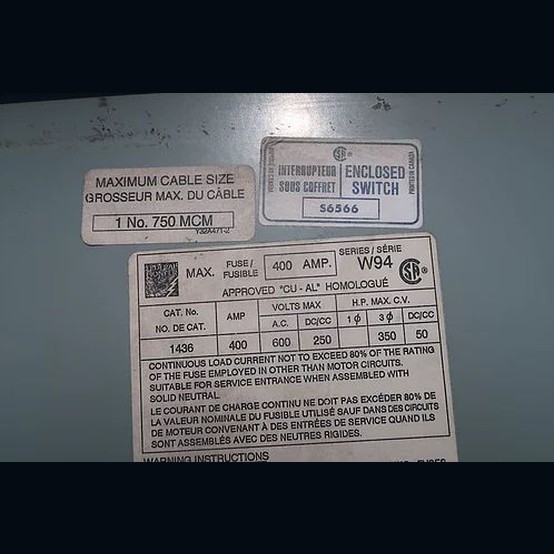 MAXIMUM CABLE SIZE
GROSSEUR MAX. DU CÂBLE
1 No. 750 MCM
Y32A471-2
INTERRUPTEUR
SOUS COFFRET
ENCLOSED
SWITCH
S6566
PRINTED IN CANADA
MAX. FUSE/ FUSIBLE 400 AMP. SERIES / SÉRIE W94
APPROVED "CU - AL" HOMOLOGUÉ
CAT. No. NO. DE CAT. AMP VOLTS MAX H.P. MAX. C.V.
A.C. DC/CC 1 ϕ 3 ϕ DC/CC
1436 400 600 250 350 50
CONTINUOUS LOAD CURRENT NOT TO EXCEED 80% OF THE RATING
OF THE FUSE EMPLOYED IN OTHER THAN MOTOR CIRCUITS.
SUITABLE FOR SERVICE ENTRANCE WHEN ASSEMBLED WITH
SOLID NEUTRAL.
LE COURANT DE CHARGE CONTINU NE DOIT PAS EXCÉDER 80% DE
LA VALEUR NOMINALE DU FUSIBLE UTILISÉ SAUF DANS DES CIRCUITS
DE MOTEUR CONVENANT À DES ENTRÉES DE SERVICE QUAND ILS
SONT ASSEMBLÉS AVEC DES NEUTRES RIGIDES.
WARNING INSTRUCTIONS